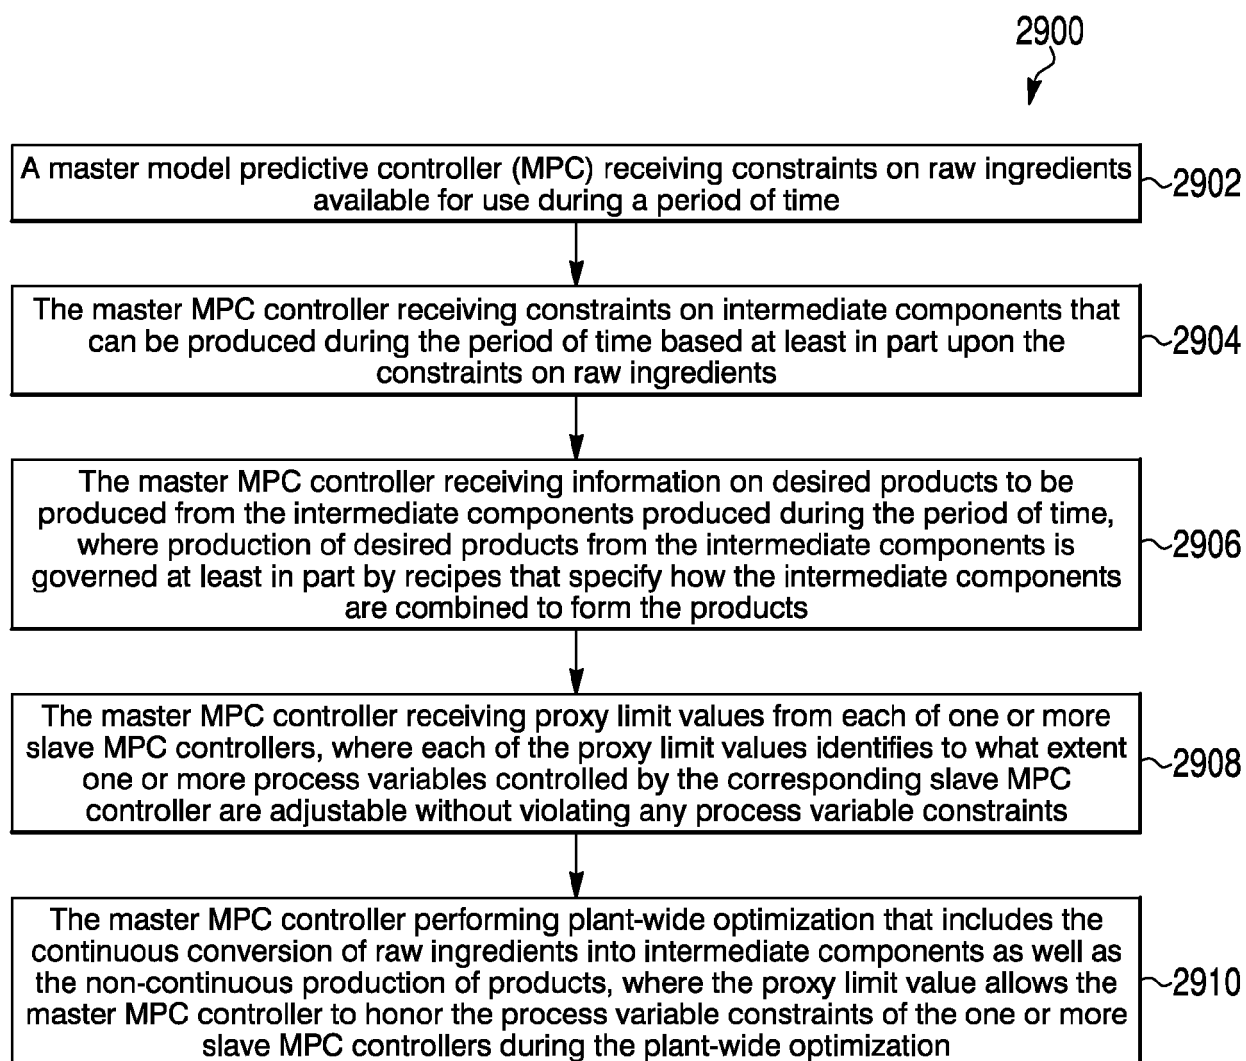 2900
A master model predictive controller (MPC) receiving constraints on raw ingredients
available for use during a period of time
2902
The master MPC controller receiving constraints on intermediate components that
can be produced during the period of time based at least in part upon the
constraints on raw ingredients
2904
The master MPC controller receiving information on desired products to be
produced from the intermediate components produced during the period of time,
where production of desired products from the intermediate components is
governed at least in part by recipes that specify how the intermediate components
are combined to form the products
2906
The master MPC controller receiving proxy limit values from each of one or more
slave MPC controllers, where each of the proxy limit values identifies to what extent
one or more process variables controlled by the corresponding slave MPC
controller are adjustable without violating any process variable constraints
2908
The master MPC controller performing plant-wide optimization that includes the
continuous conversion of raw ingredients into intermediate components as well as
the non-continuous production of products, where the proxy limit value allows the
master MPC controller to honor the process variable constraints of the one or more
slave MPC controllers during the plant-wide optimization
2910